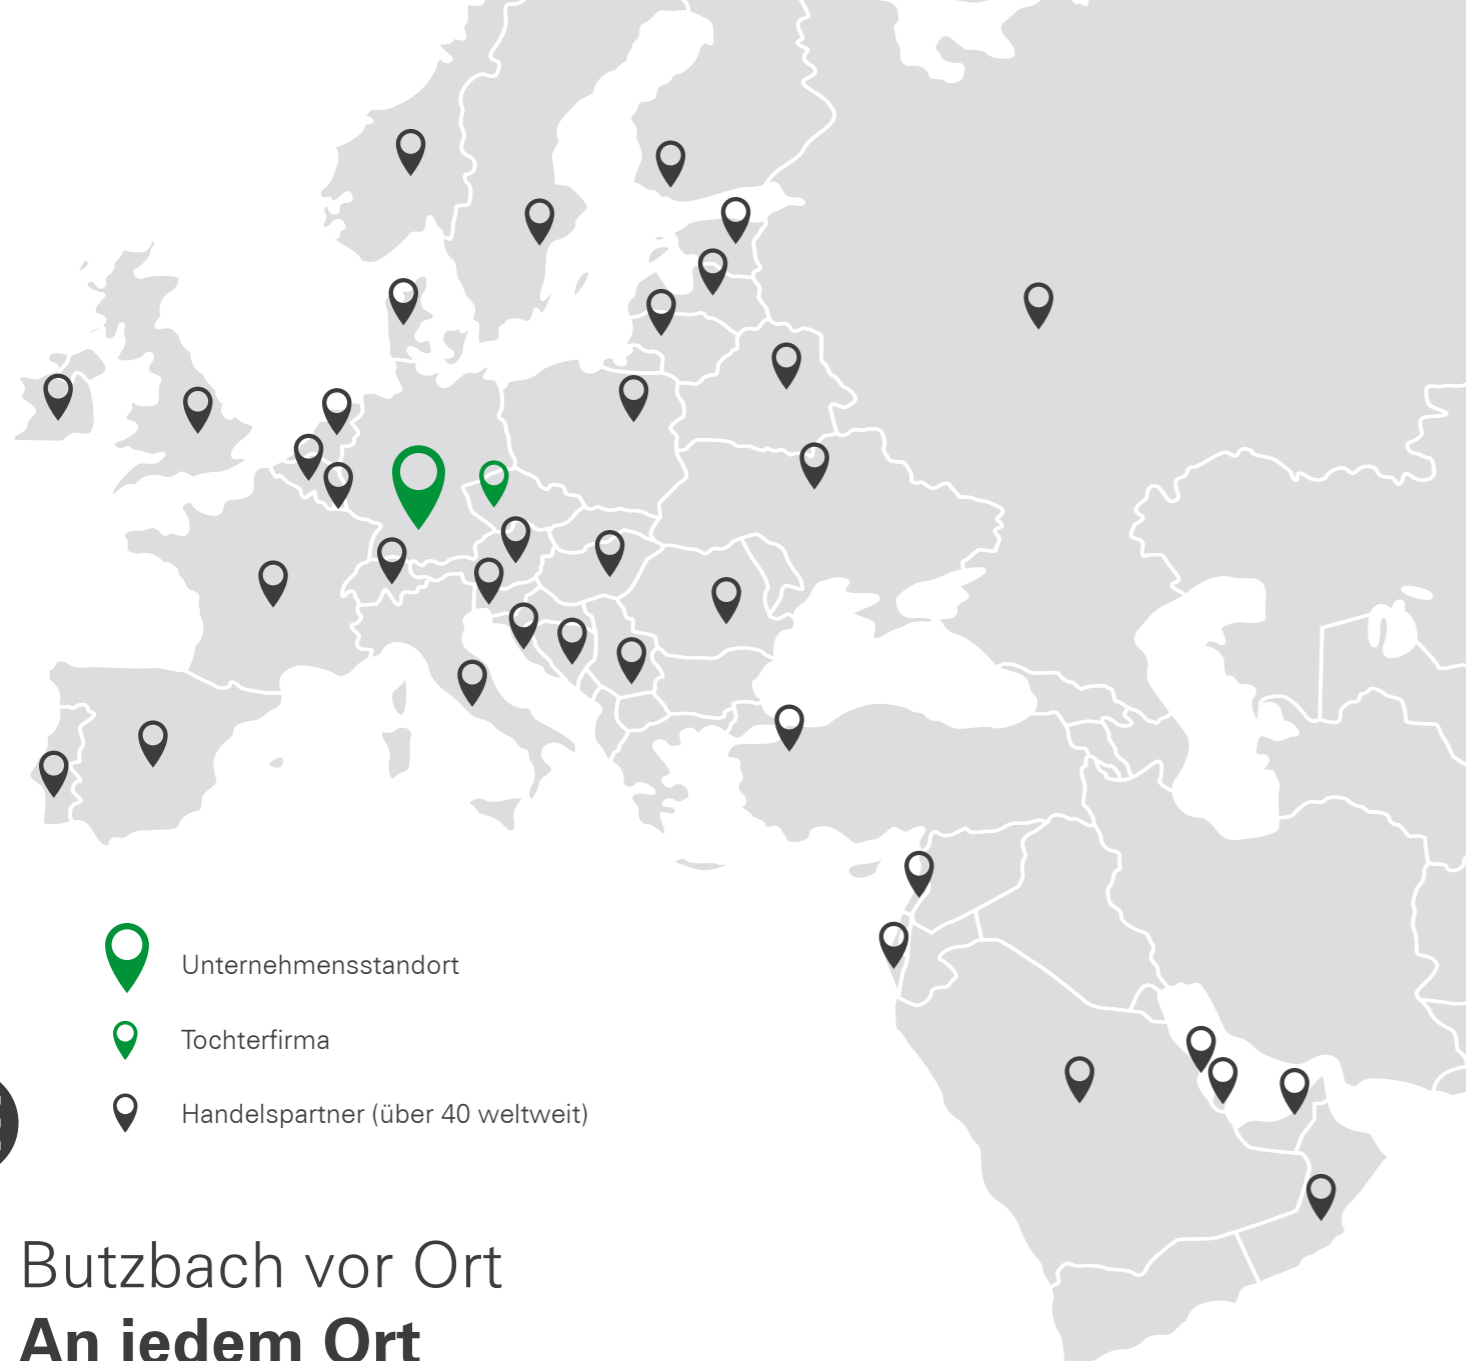 Unternehmensstandort
Tochterfirma
Handelspartner (über 40 weltweit)
Butzbach vor Ort
An jedem Ort